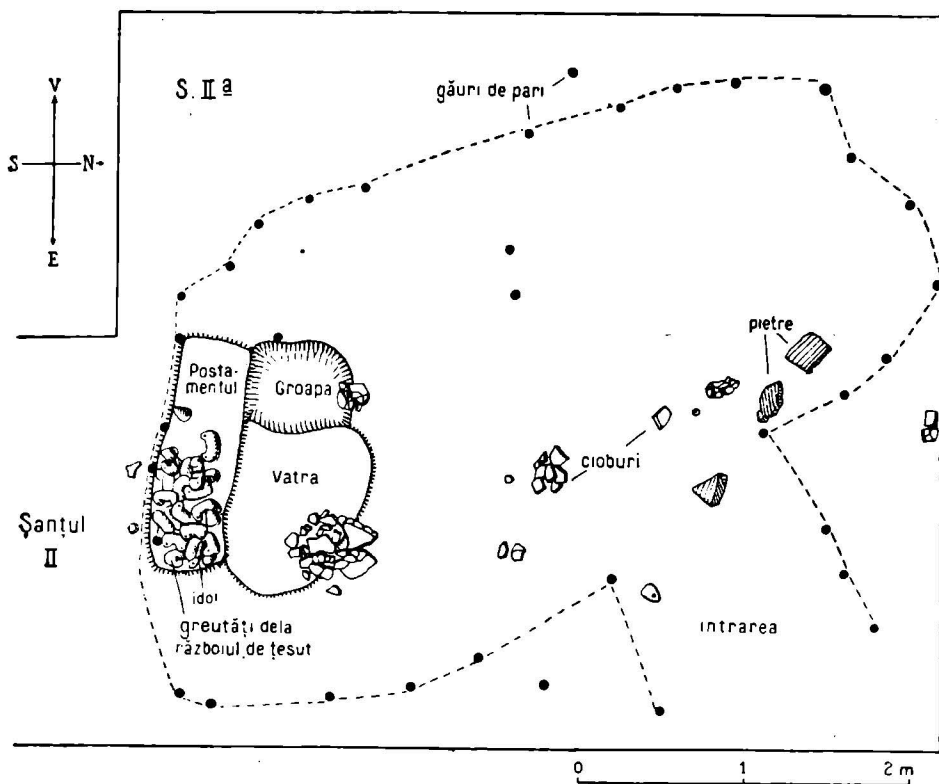 V
S N
E
S. IIa
găuri de pari
pietre
Posta-
mentul
Groapa
Vatra
cioburi
Șanțul
II
idol
greutăți dela
războiul de țesut
intrarea
0 1 2 m